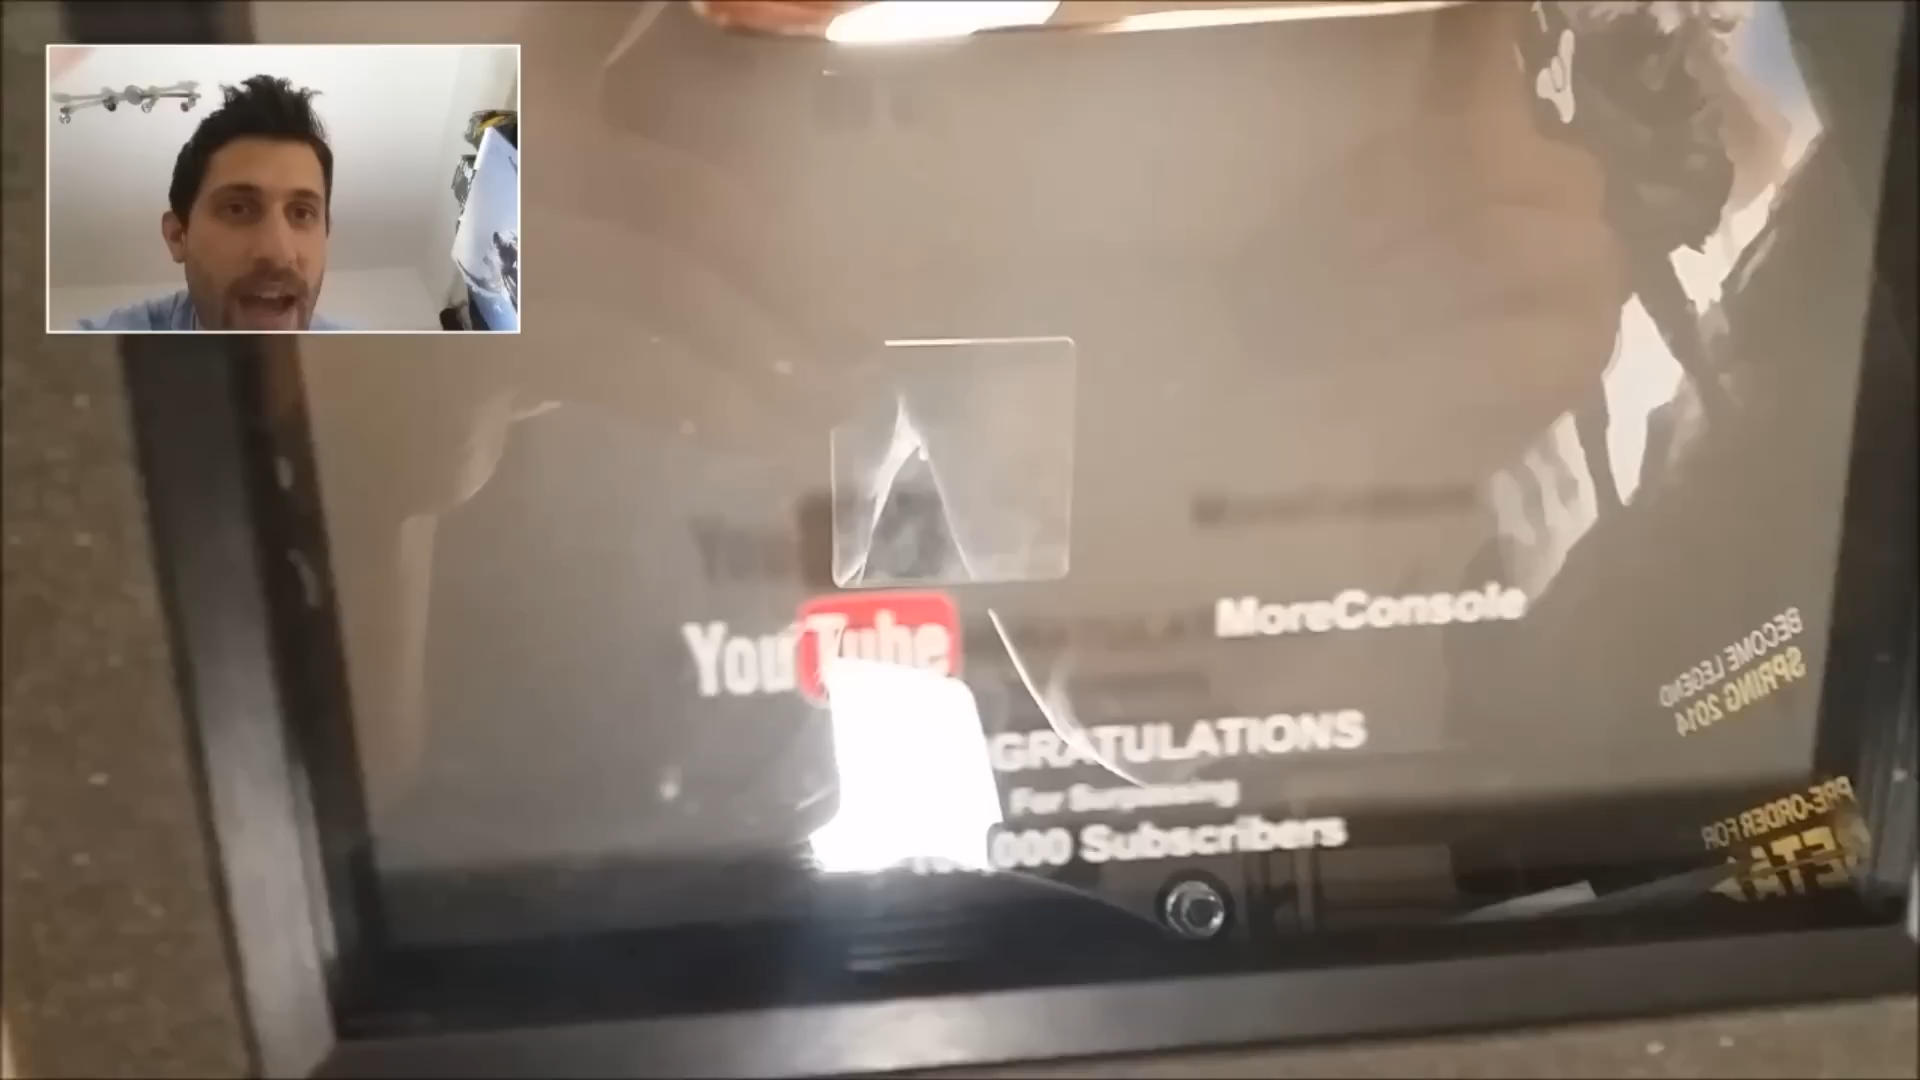 YouTube
MoreConsole
GRATULATIONS
For Surpassing
000 Subscribers
BECOME LEGEND
SPRING 2014
PRE-ORDER FOR